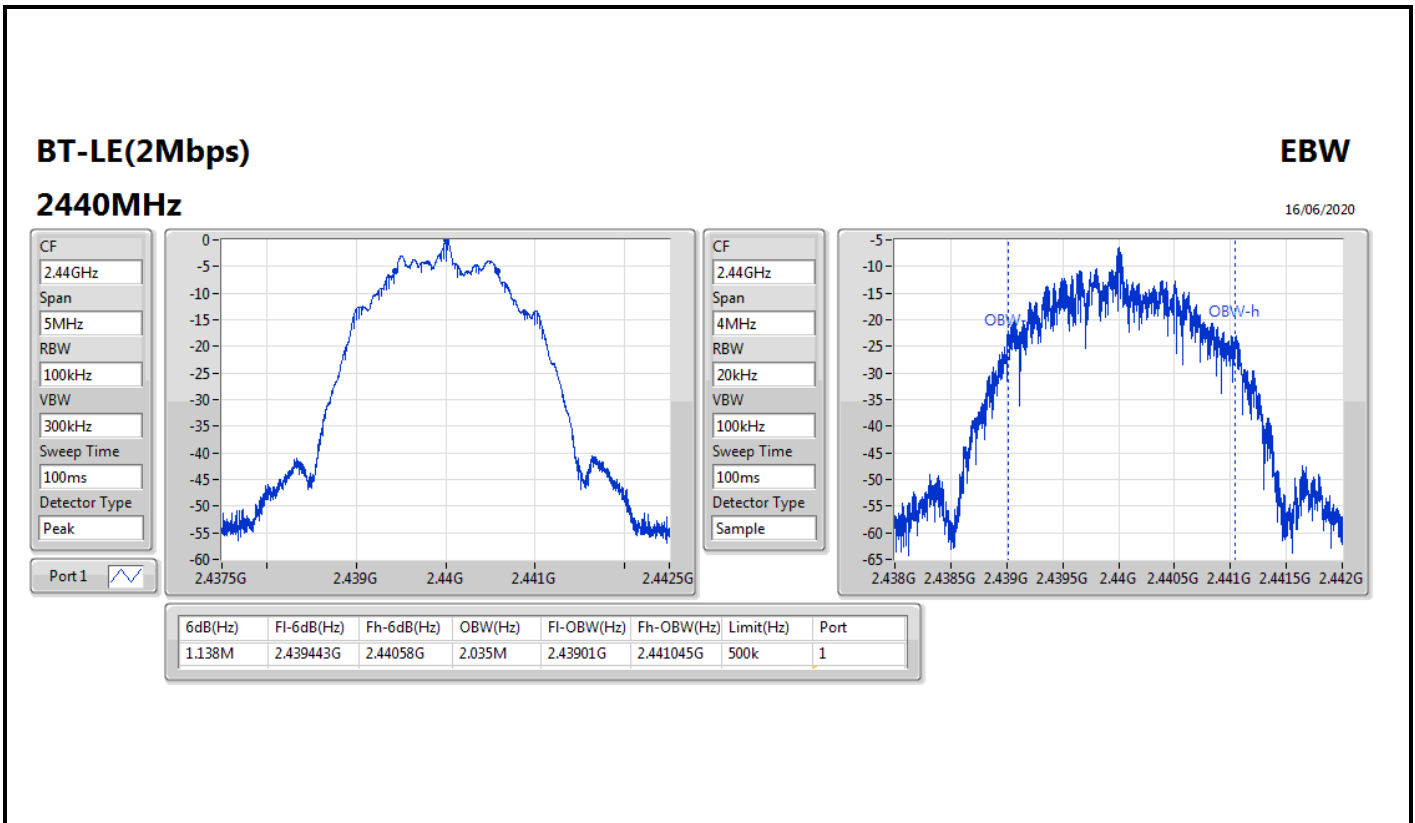 BT-LE(2Mbps)
EBW
2440MHz
16/06/2020
CF
2.44GHz
Span
5MHz
RBW
100kHz
VBW
300kHz
Sweep Time
100ms
Detector Type
Peak
Port 1
0
-5
-10
-15
-20
-25
-30
-35
-40
-45
-50
-55
-60
2.4375G 2.439G 2.44G 2.441G 2.4425G
CF
2.44GHz
Span
4MHz
RBW
20kHz
VBW
100kHz
Sweep Time
100ms
Detector Type
Sample
-5
-10
-15
-20
-25
-30
-35
-40
-45
-50
-55
-60
-65
OBW-
OBW-h
2.438G 2.4385G 2.439G 2.4395G 2.44G 2.4405G 2.441G 2.4415G 2.442G
6dB(Hz) Fl-6dB(Hz) Fh-6dB(Hz) OBW(Hz) Fl-OBW(Hz) Fh-OBW(Hz) Limit(Hz) Port
1.138M 2.439443G 2.44058G 2.035M 2.43901G 2.441045G 500k 1